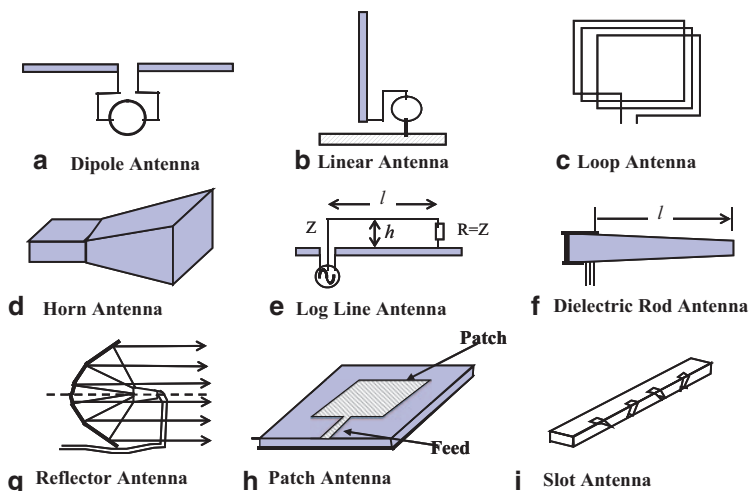 a Dipole Antenna
b Linear Antenna
c Loop Antenna
l
Z
h
R=Z
l
d Horn Antenna
e Log Line Antenna
f Dielectric Rod Antenna
Patch
Feed
g Reflector Antenna
h Patch Antenna
i Slot Antenna